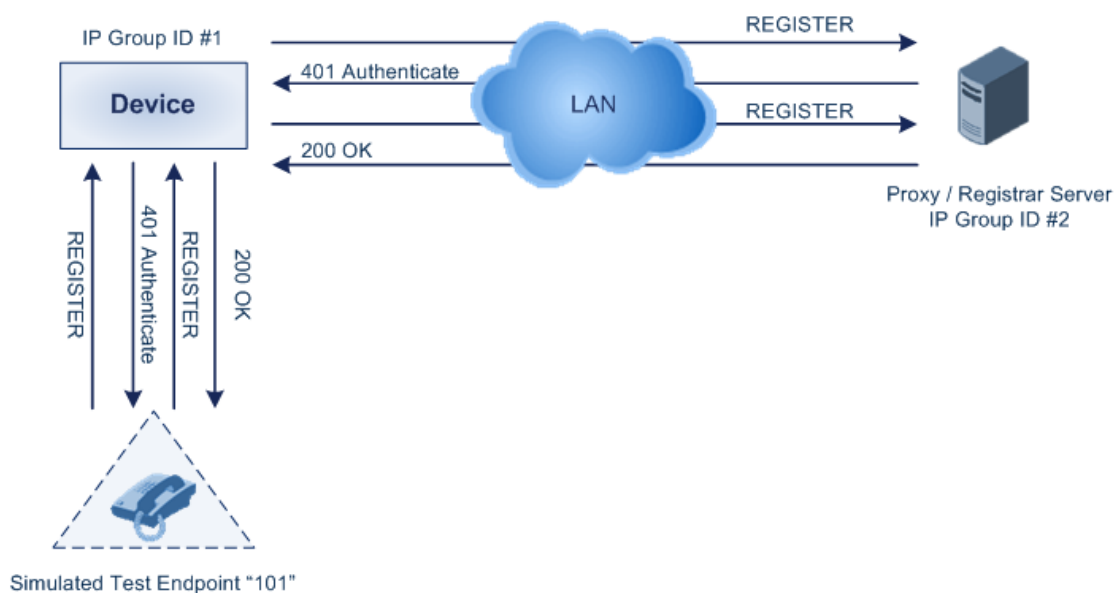 IP Group ID #1
REGISTER
401 Authenticate
Device
LAN
REGISTER
200 OK
Proxy / Registrar Server
IP Group ID #2
REGISTER
401 Authenticate
REGISTER
200 OK
Simulated Test Endpoint “101”